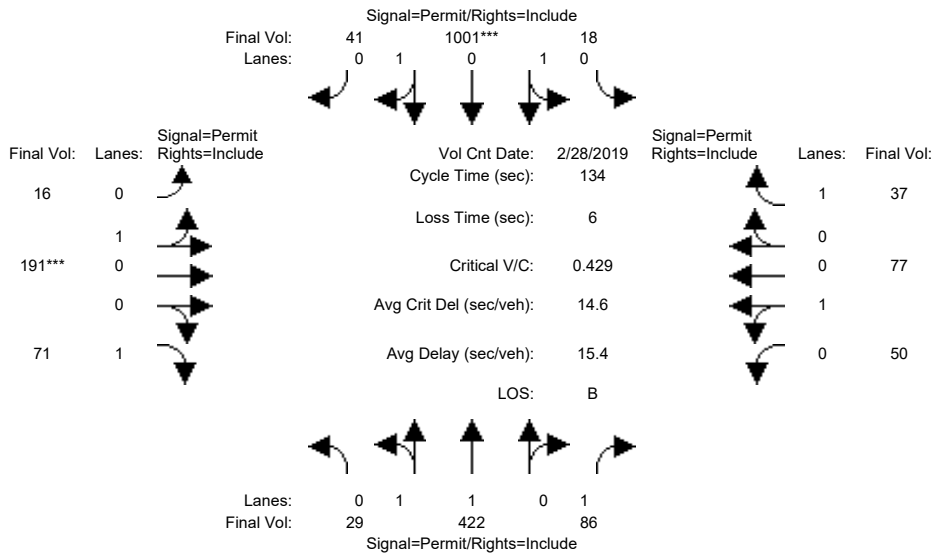 Signal=Permit/Rights=Include
Final Vol: 41 1001*** 18
Lanes: 0 1 0 1 0
Signal=Permit
Final Vol: Lanes: Rights=Include
Vol Cnt Date: 2/28/2019
Signal=Permit
Rights=Include Lanes: Final Vol:
Cycle Time (sec): 134
16 0
1 37
Loss Time (sec): 6
1
0
191*** 0
Critical V/C: 0.429
0 77
0
Avg Crit Del (sec/veh): 14.6
1
71 1
Avg Delay (sec/veh): 15.4
0 50
LOS: B
Lanes: 0 1 1 0 1
Final Vol: 29 422 86
Signal=Permit/Rights=Include